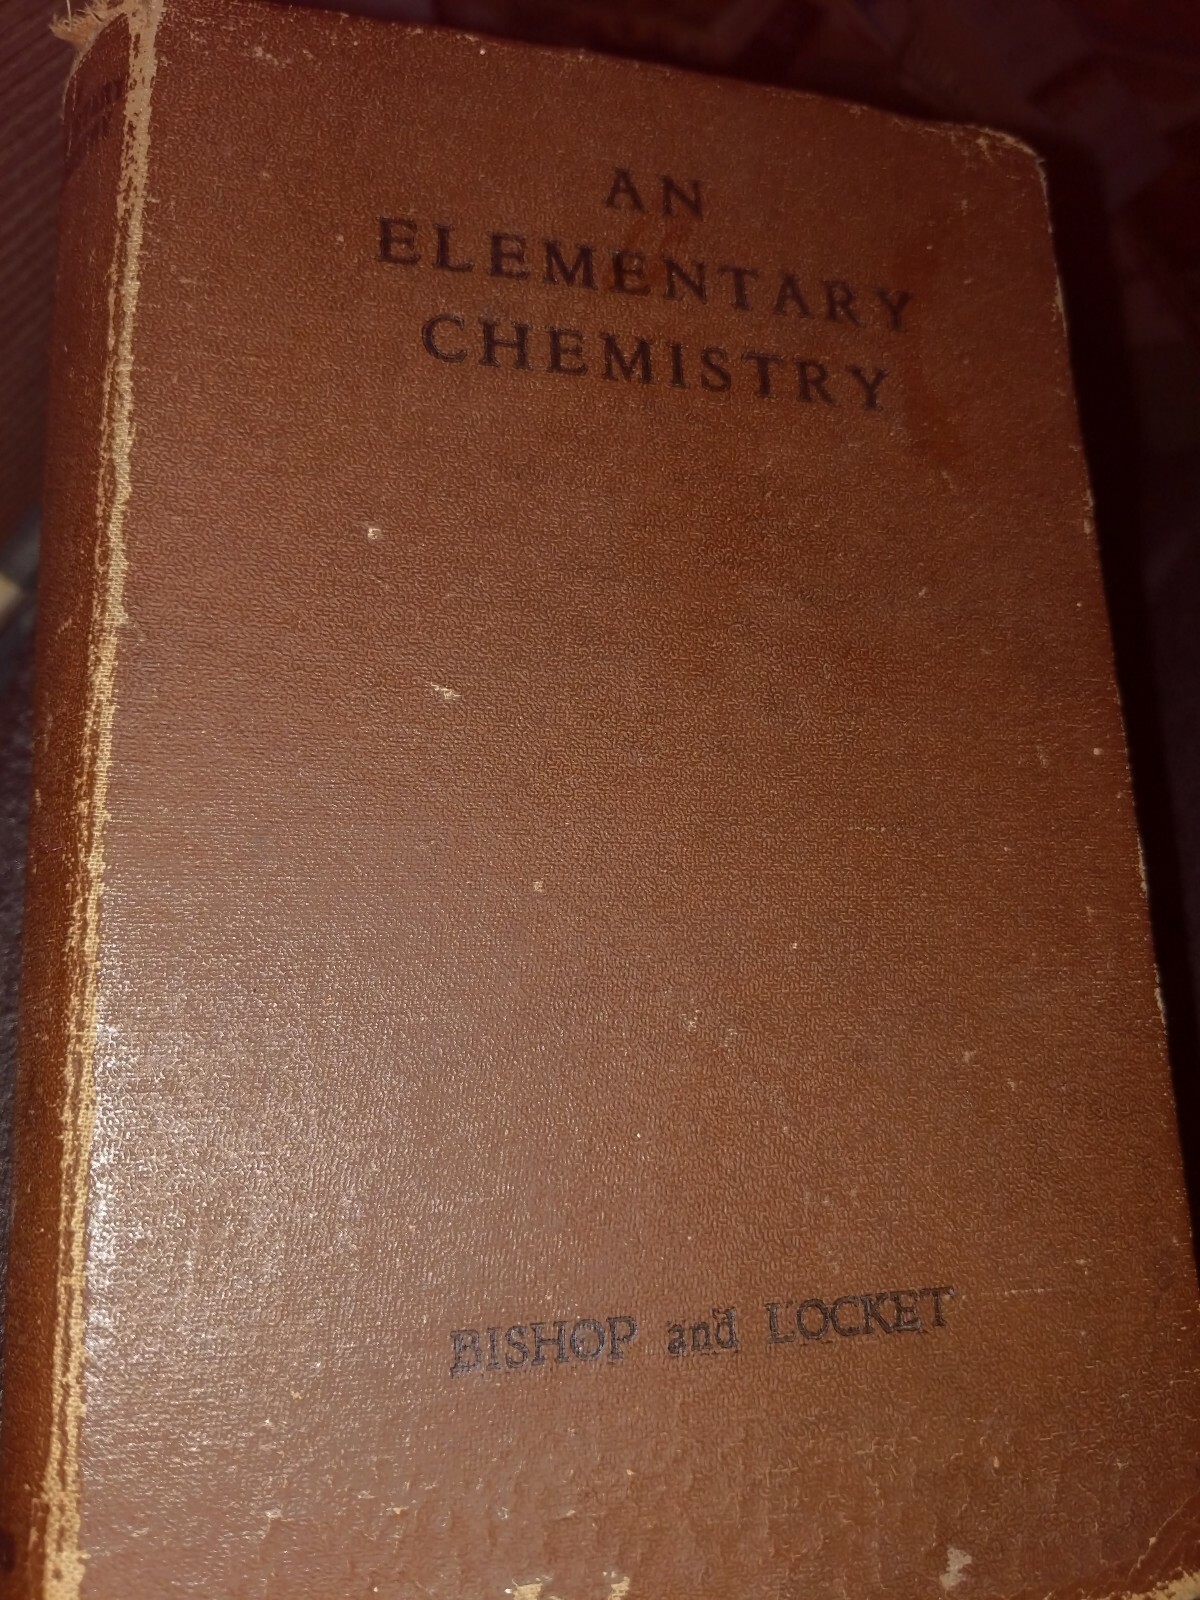 AN
ELEMENTARY
CHEMISTRY
BISHOP and LOCKET